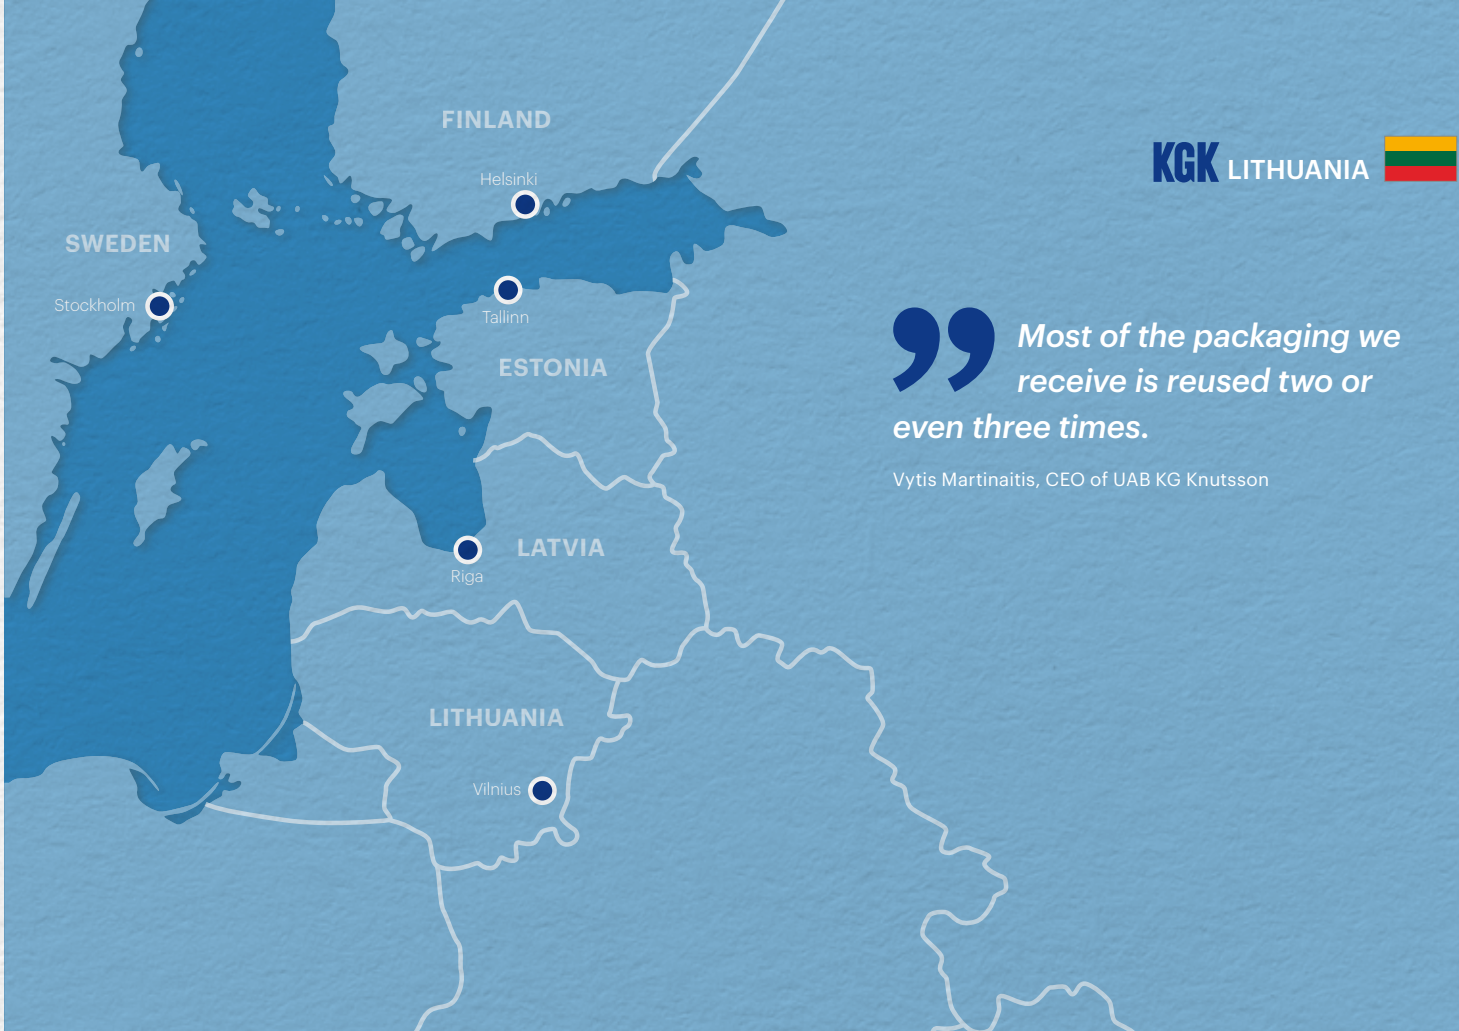 FINLAND
Helsinki
KGK LITHUANIA
SWEDEN
Stockholm
Tallinn
ESTONIA
LATVIA
Riga
LITHUANIA
Vilnius
” Most of the packaging we
receive is reused two or
even three times.
Vytis Martinaitis, CEO of UAB KG Knutsson